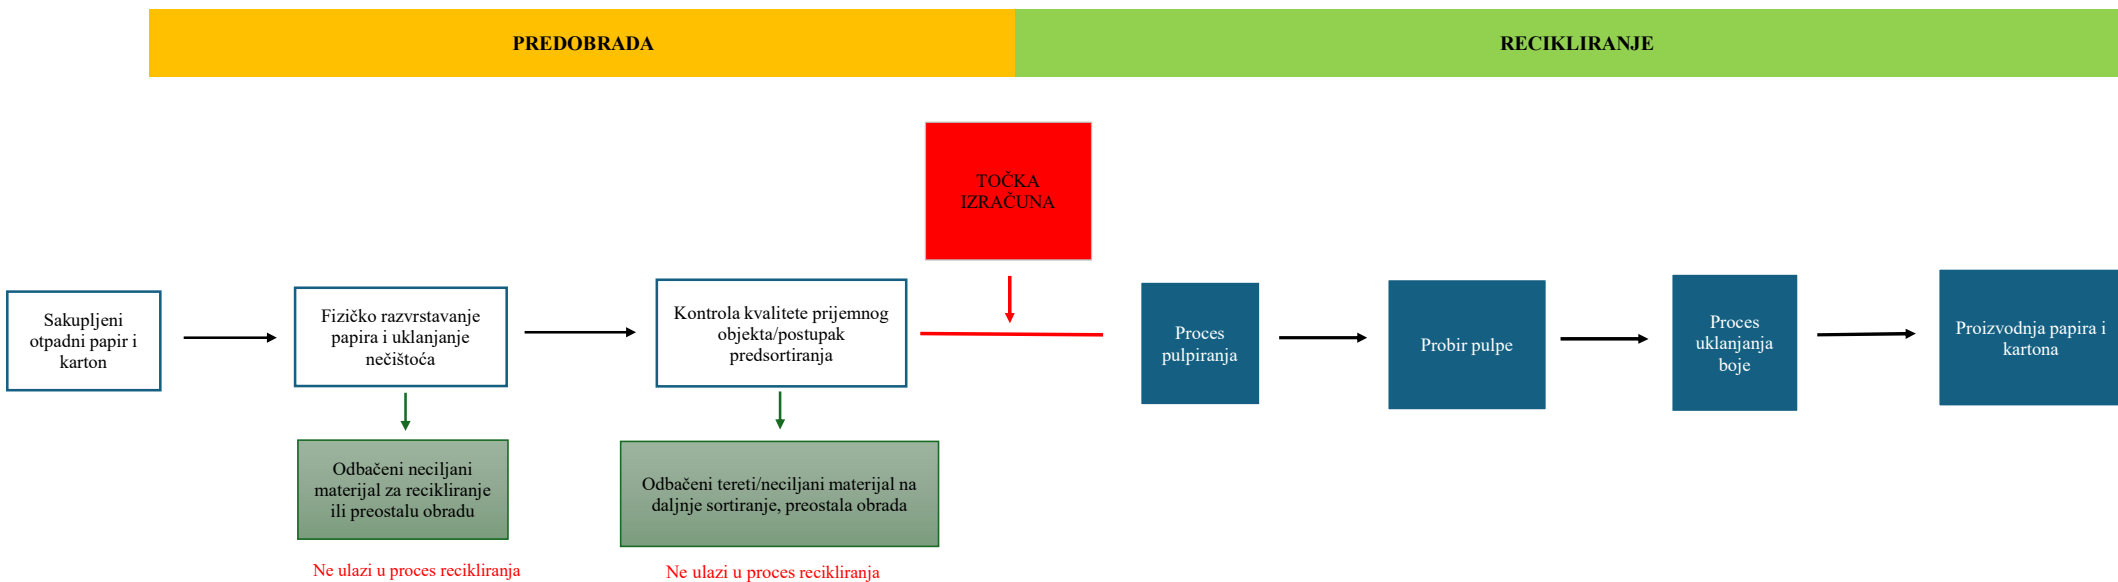 PREDOBRADA
RECIKLIRANJE
TOČKA
IZRAČUNA
Sakupljeni
otpadni papir i
karton
Fizičko razvrstavanje
papira i uklanjanje
nečistoća
Kontrola kvalitete prijemnog
objekta/postupak
predsortiranja
Proces
pulpiranja
Probir pulpe
Proces
uklanjanja
boje
Proizvodnja papira i
kartona
Odbačeni neciljani
materijal za recikliranje
ili preostalu obradu
Odbačeni tereti/neciljani materijal na
daljnje sortiranje, preostala obrada
Ne ulazi u proces recikliranja
Ne ulazi u proces recikliranja